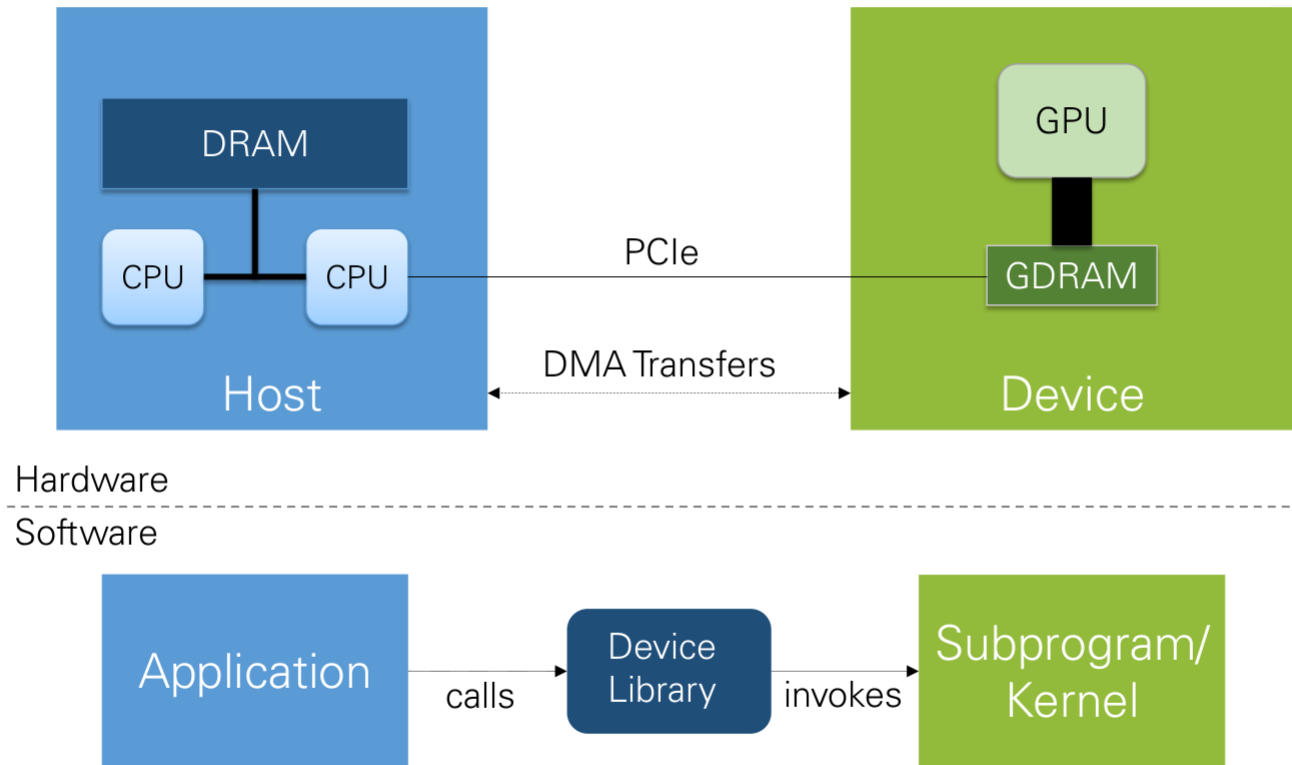 DRAM
GPU
CPU
CPU
PCIe
GDRAM
DMA Transfers
Host
Device
Hardware
Software
Application
calls
Device
Library
invokes
Subprogram/
Kernel